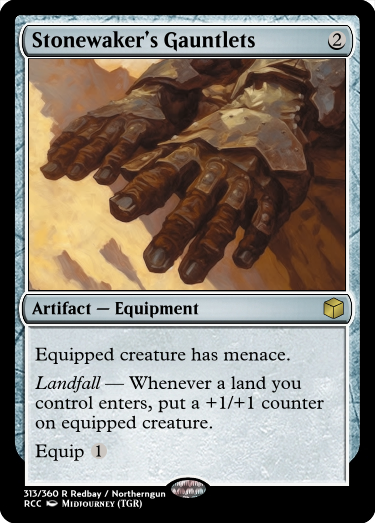 Stonewaker's Gauntlets 2
Artifact — Equipment
Equipped creature has menace.
Landfall — Whenever a land you
control enters, put a +1/+1 counter
on equipped creature.
Equip 1
313/360 R Redbay / Northerngun
RCC Midjourney (TGR)